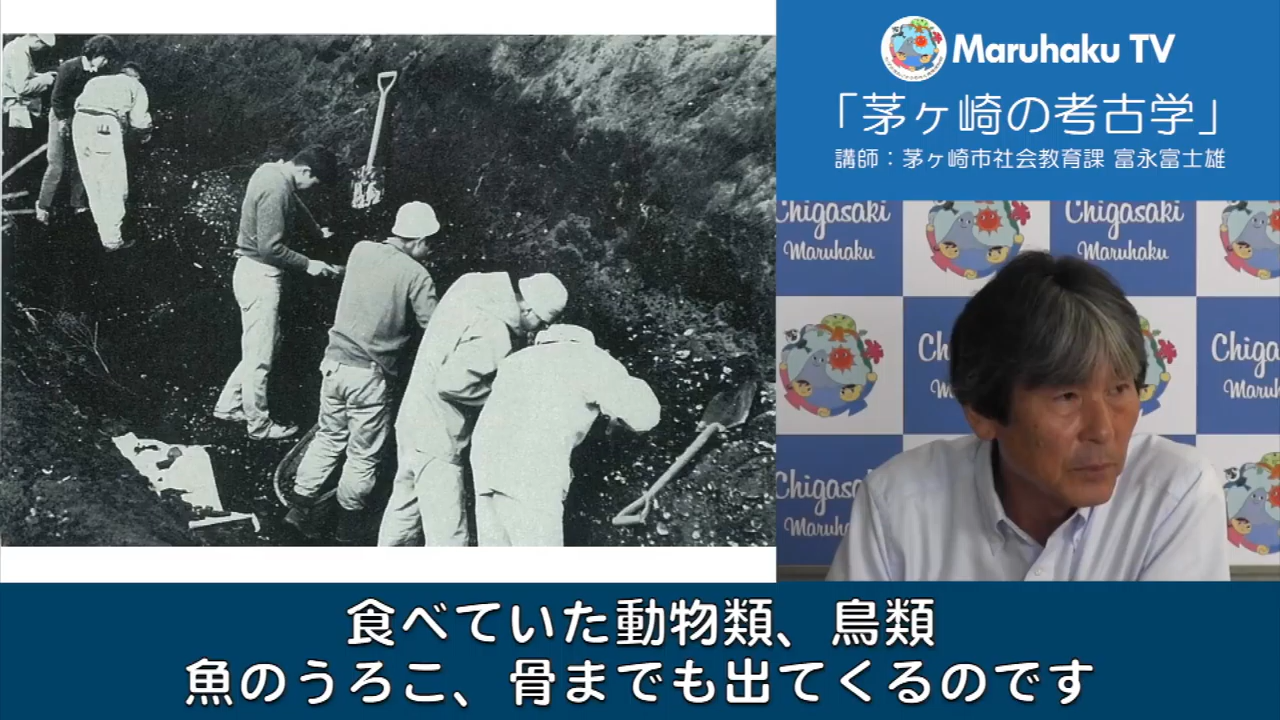 Maruhaku TV
「茅ヶ崎の考古学」
講師：茅ヶ崎市社会教育課 富永富士雄
Chigasaki
Maruhaku
Chigasaki
Maruhaku
食べていた動物類、鳥類
魚のうろこ、骨までも出てくるのです